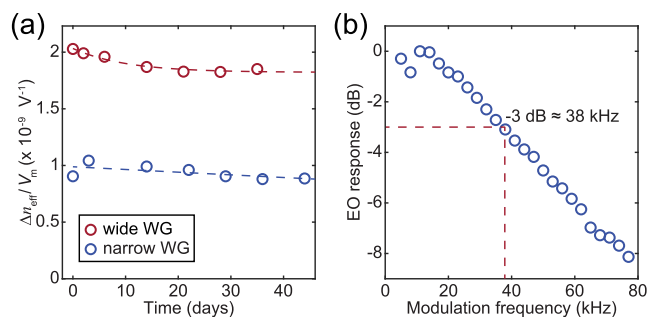 (a)
Δn_eff / V_m (x 10^-9 V^-1)
2
1.5
1
0.5
0
wide WG
narrow WG
0
10
20
30
40
Time (days)
(b)
EO response (dB)
0
-2
-4
-6
-8
-3 dB ≈ 38 kHz
0
20
40
60
80
Modulation frequency (kHz)